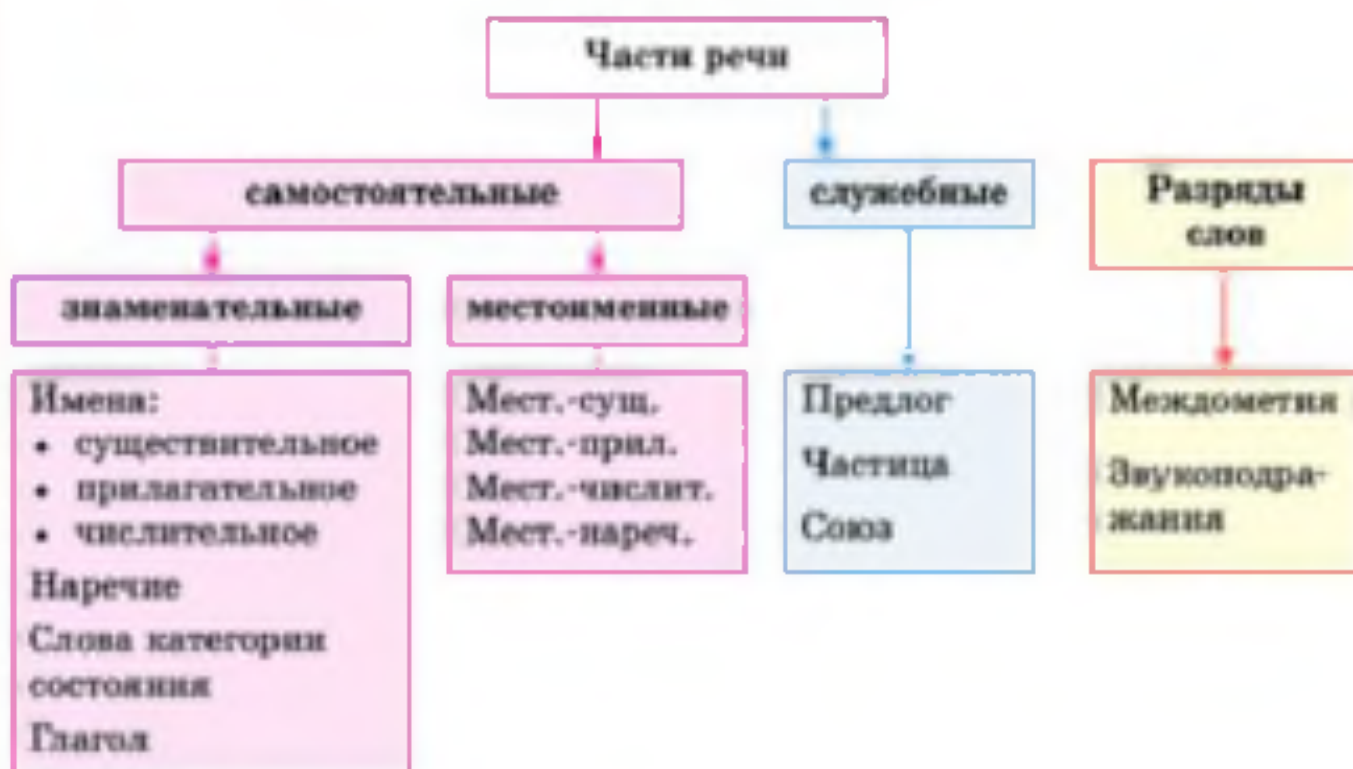 Части речи
самостоятельные
служебные
Разряды
слов
знаменательные
местоименные
Имена:
• существительное
• прилагательное
• числительное
Наречие
Слова категории
состояния
Глагол
Мест.-сущ.
Мест.-прил.
Мест.-числит.
Мест.-нареч.
Предлог
Частица
Союз
Междометия
Звукоподра-
жания